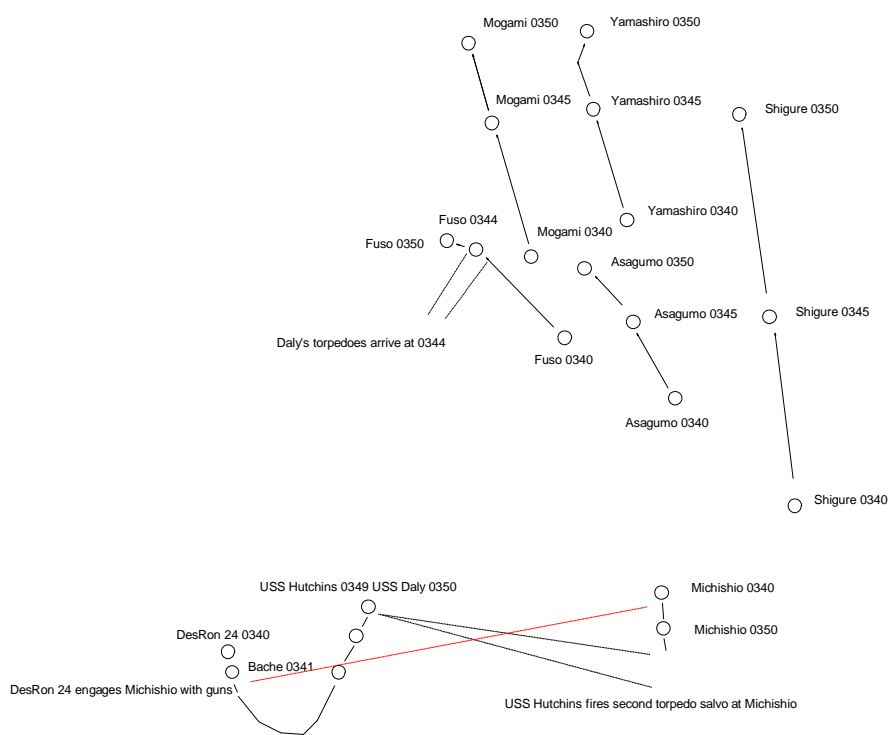 Mogami 0350
Yamashiro 0350
Mogami 0345
Yamashiro 0345
Shigure 0350
Yamashiro 0340
Fuso 0344
Mogami 0340
Fuso 0350
Asagumo 0350
Asagumo 0345
Shigure 0345
Daly's torpedoes arrive at 0344
Fuso 0340
Asagumo 0340
Shigure 0340
USS Hutchins 0349 USS Daly 0350
Michishio 0340
DesRon 24 0340
Michishio 0350
Bache 0341
DesRon 24 engages Michishio with guns
USS Hutchins fires second torpedo salvo at Michishio